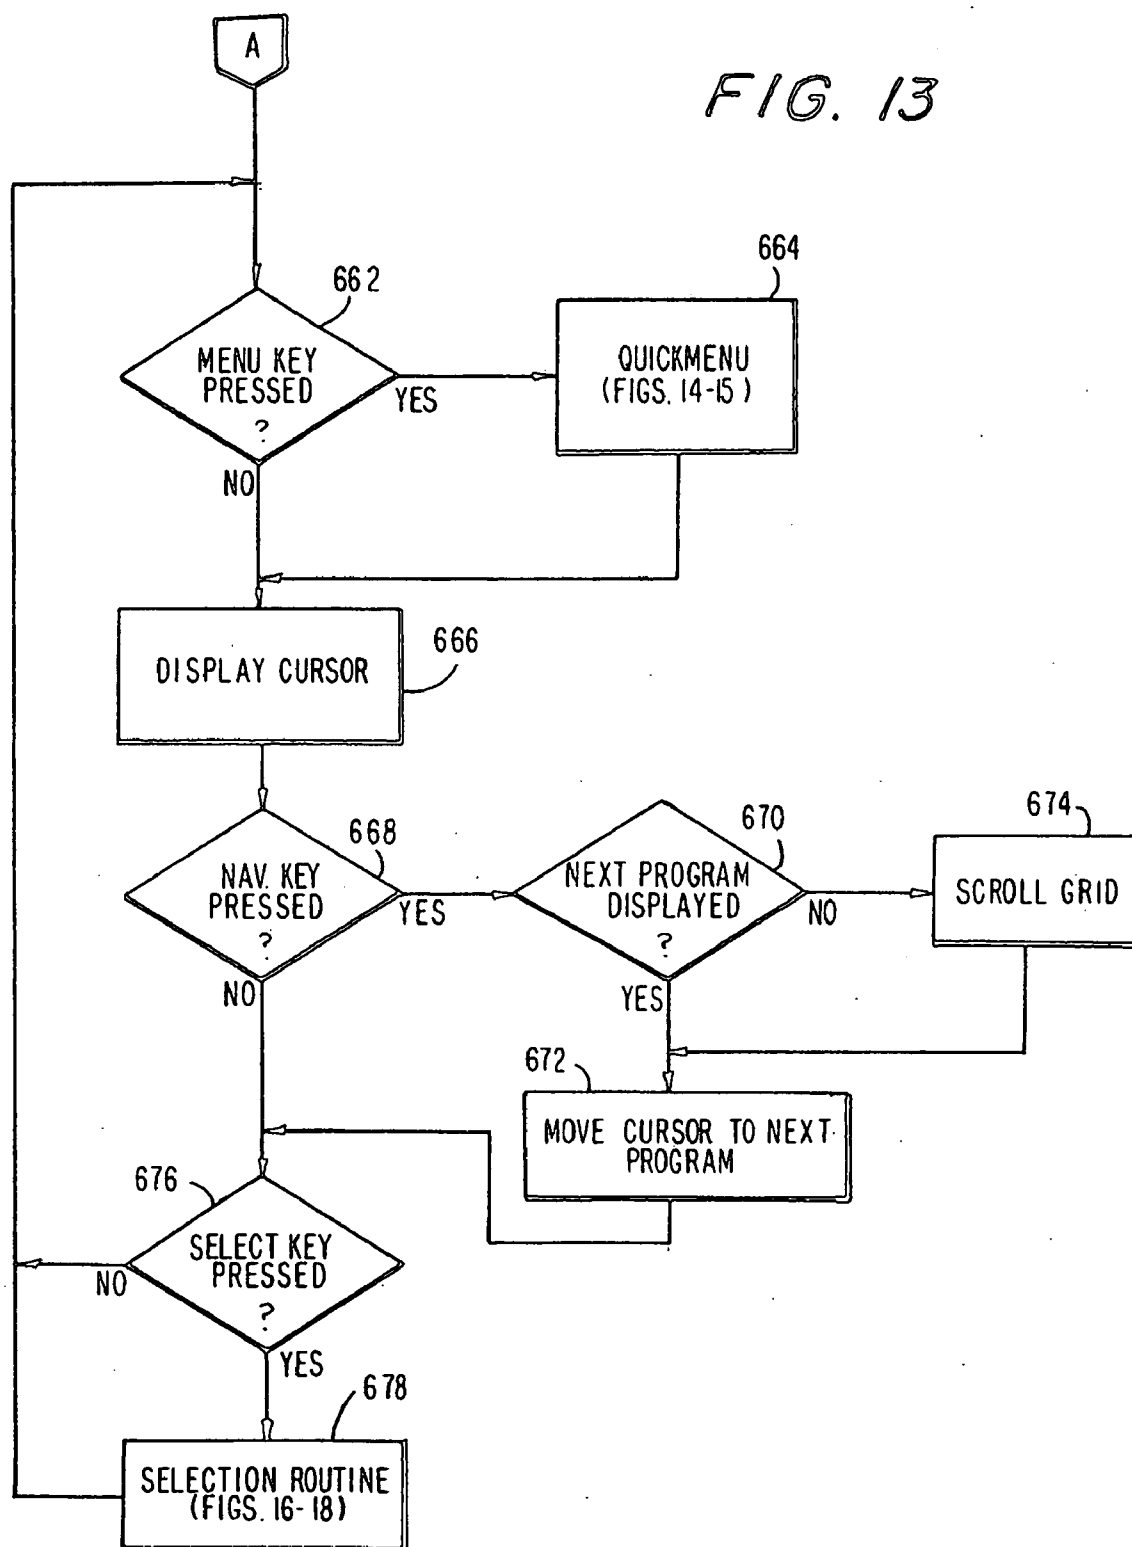 A
FIG. 13
662
664
MENU KEY
PRESSED
?
YES
NO
QUICKMENU
(FIGS. 14-15)
DISPLAY CURSOR
666
668
NAV. KEY
PRESSED
?
YES
NO
670
NEXT PROGRAM
DISPLAYED
?
NO
YES
674
SCROLL GRID
672
MOVE CURSOR TO NEXT
PROGRAM
676
SELECT KEY
PRESSED
?
NO
YES
678
SELECTION ROUTINE
(FIGS. 16-18)